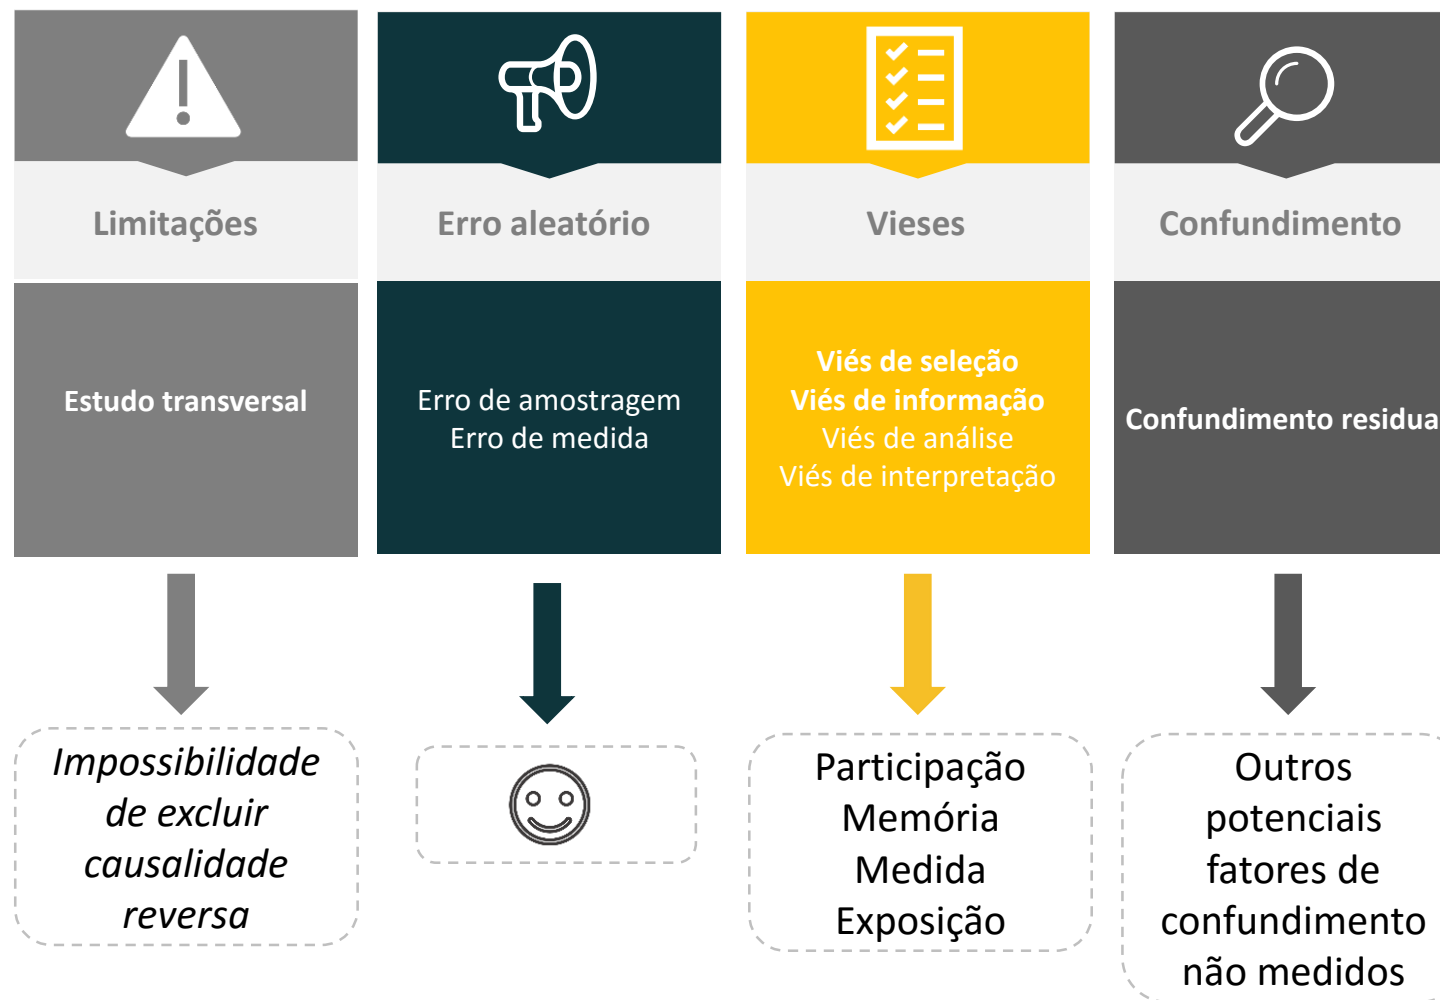 Limitações
Estudo transversal
Impossibilidade
de excluir
causalidade
reversa
Erro aleatório
Erro de amostragem
Erro de medida
Vieses
Viés de seleção
Viés de informação
Viés de análise
Viés de interpretação
Participação
Memória
Medida
Exposição
Confundimento
Confundimento residua
Outros
potenciais
fatores de
confundimento
não medidos